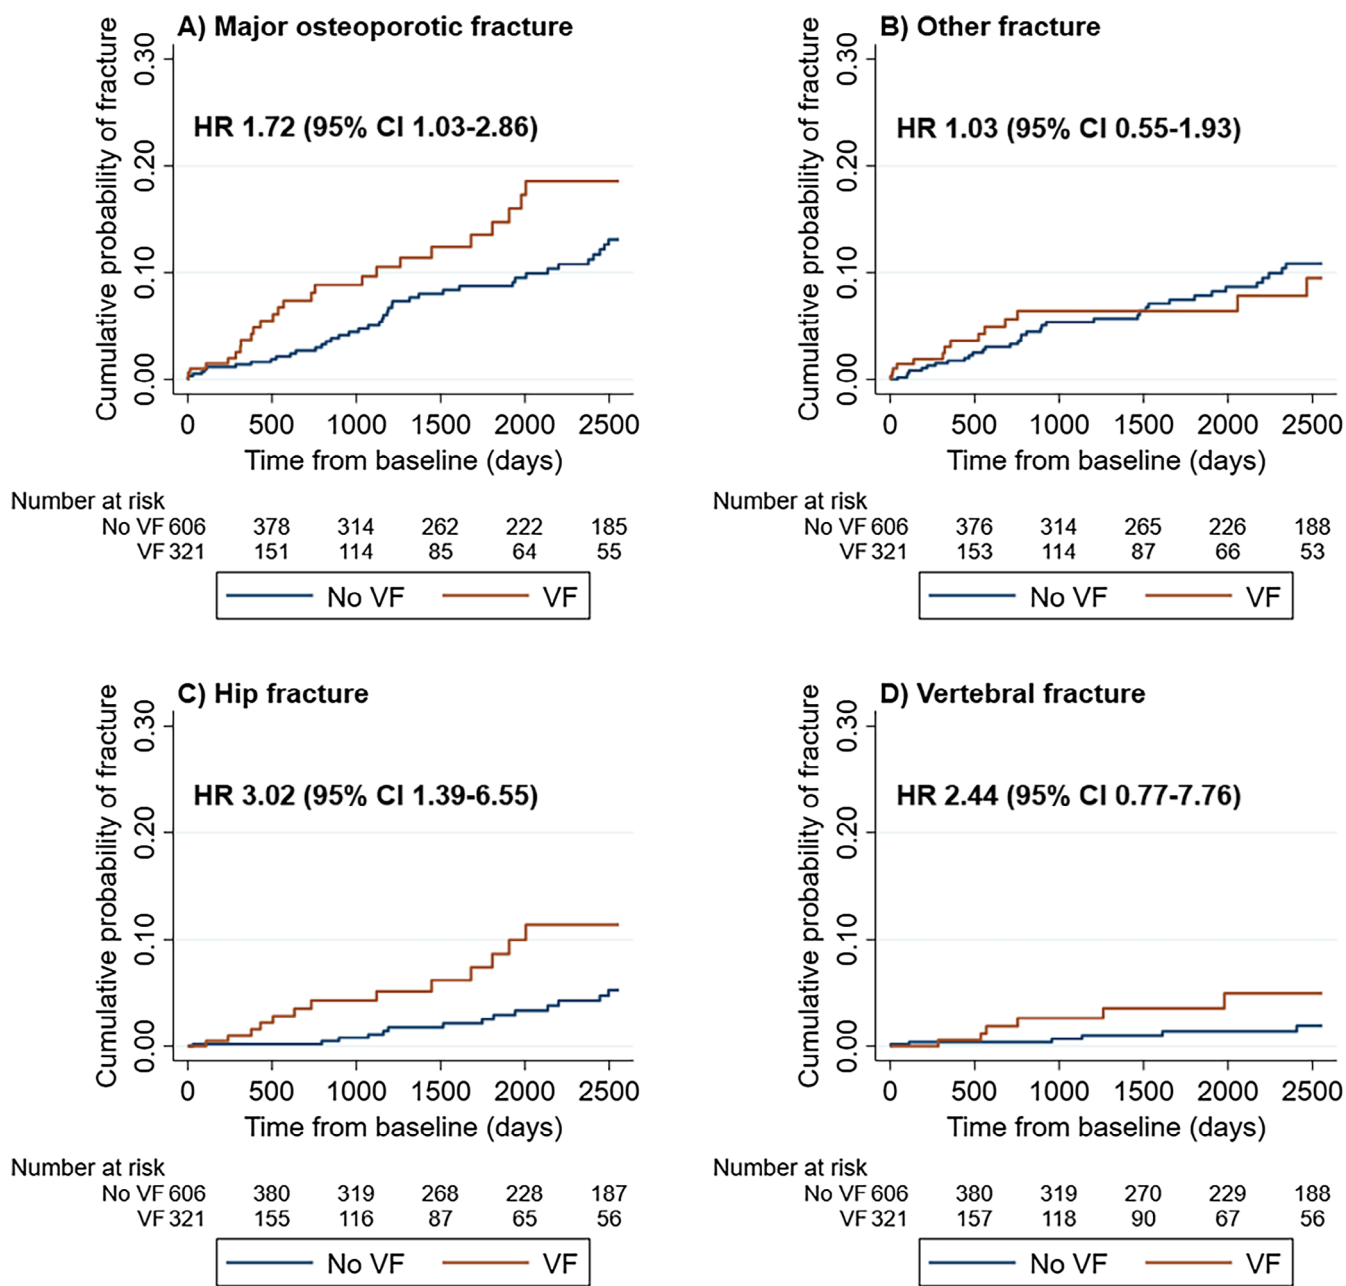 A) Major osteoporotic fracture
Cumulative probability of fracture
0.30
0.20
0.10
0.00
HR 1.72 (95% CI 1.03-2.86)
0 500 1000 1500 2000 2500
Time from baseline (days)
Number at risk
No VF 606 378 314 262 222 185
VF 321 151 114 85 64 55
No VF VF
B) Other fracture
Cumulative probability of fracture
0.30
0.20
0.10
0.00
HR 1.03 (95% CI 0.55-1.93)
0 500 1000 1500 2000 2500
Time from baseline (days)
Number at risk
No VF 606 376 314 265 226 188
VF 321 153 114 87 66 53
No VF VF
C) Hip fracture
Cumulative probability of fracture
0.30
0.20
0.10
0.00
HR 3.02 (95% CI 1.39-6.55)
0 500 1000 1500 2000 2500
Time from baseline (days)
Number at risk
No VF 606 380 319 268 228 187
VF 321 155 116 87 65 56
No VF VF
D) Vertebral fracture
Cumulative probability of fracture
0.30
0.20
0.10
0.00
HR 2.44 (95% CI 0.77-7.76)
0 500 1000 1500 2000 2500
Time from baseline (days)
Number at risk
No VF 606 380 319 270 229 188
VF 321 157 118 90 67 56
No VF VF